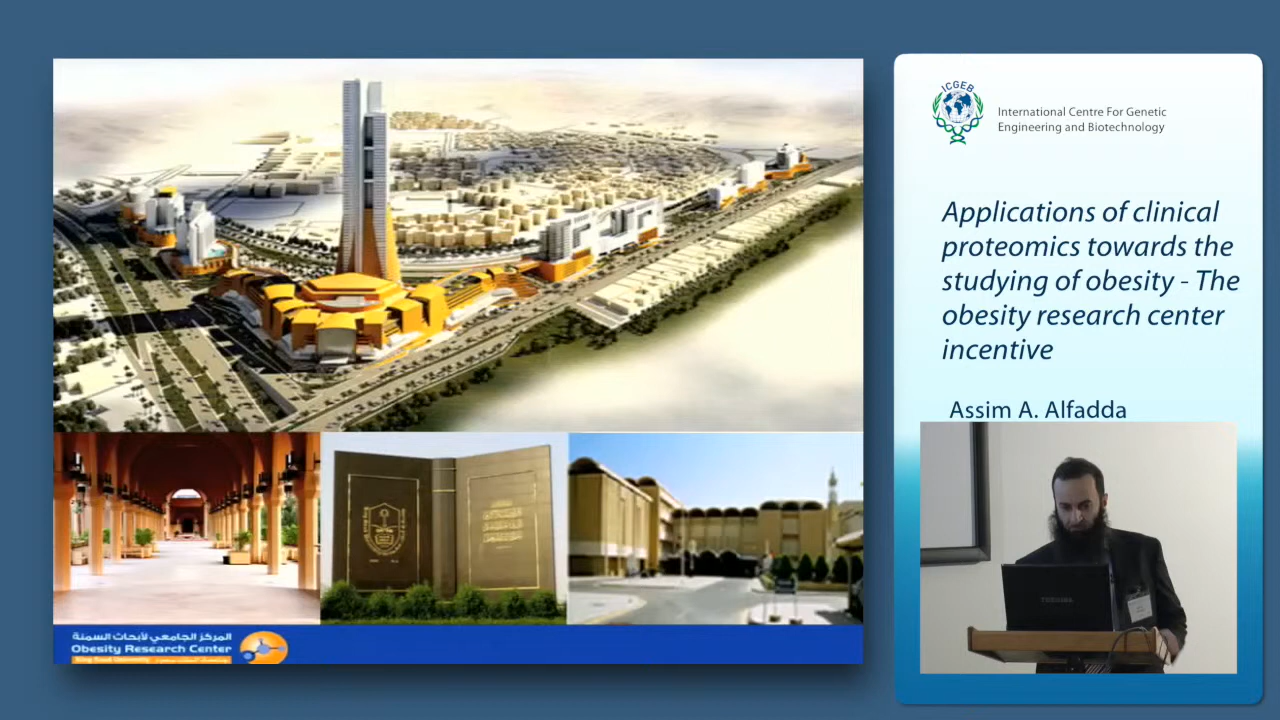 ICGEB
International Centre For Genetic
Engineering and Biotechnology
Applications of clinical
proteomics towards the
studying of obesity - The
obesity research center
incentive
Assim A. Alfadda
المركز الجامعي لأبحاث السمنة
Obesity Research Center
King Saud University
TOSHIBA